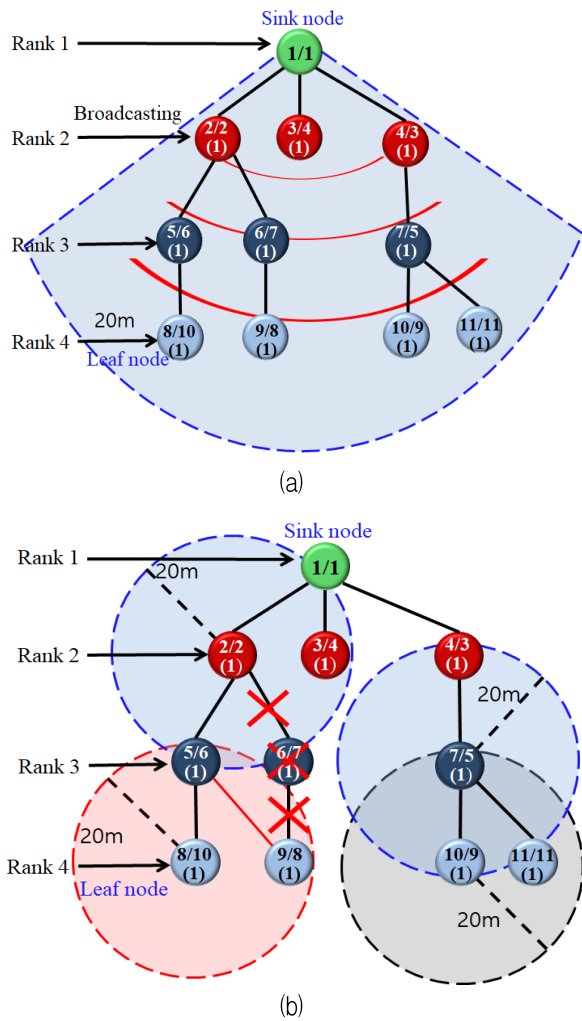 Sink node
Rank 1
1/1
Broadcasting
Rank 2
2/2
(1)
3/4
(1)
4/3
(1)
Rank 3
5/6
(1)
6/7
(1)
7/5
(1)
20m
Rank 4
Leaf node
8/10
(1)
9/8
(1)
10/9
(1)
11/11
(1)
(a)
Sink node
Rank 1
1/1
20m
Rank 2
2/2
(1)
3/4
(1)
4/3
(1)
20m
Rank 3
5/6
(1)
6/7
(1)
7/5
(1)
20m
Rank 4
Leaf node
8/10
(1)
9/8
(1)
10/9
(1)
11/11
(1)
20m
(b)